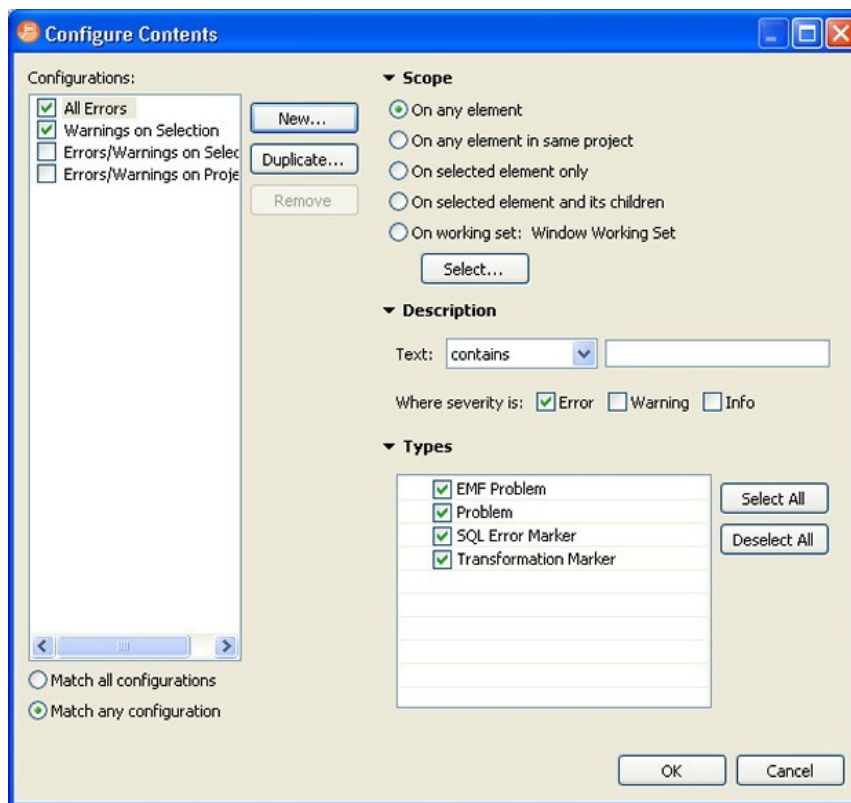 Configure Contents
Configurations:
All Errors
Warnings on Selection
Errors/Warnings on Selec
Errors/Warnings on Proje
New...
Duplicate...
Remove
Match all configurations
Match any configuration
Scope
On any element
On any element in same project
On selected element only
On selected element and its children
On working set: Window Working Set
Select...
Description
Text: contains
Where severity is: Error Warning Info
Types
EMF Problem
Problem
SQL Error Marker
Transformation Marker
Select All
Deselect All
OK Cancel